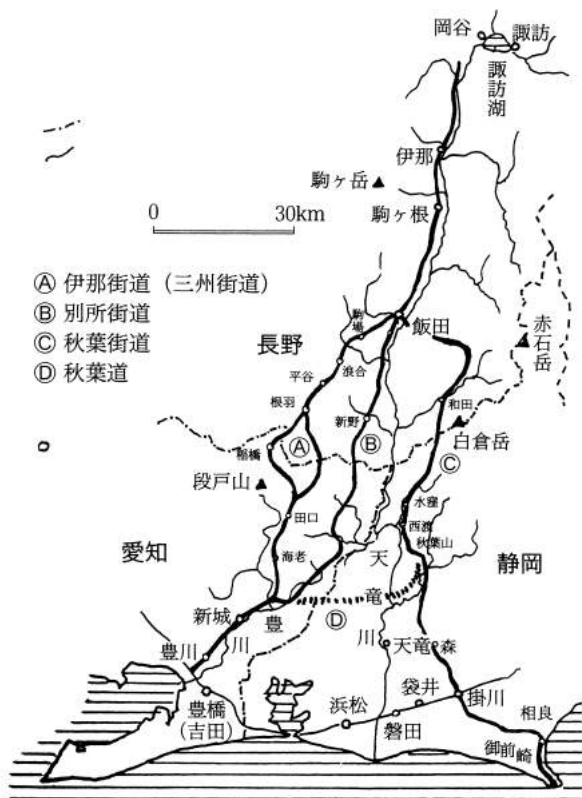 岡谷
諏訪
諏訪湖
伊那
駒ヶ岳
駒ヶ根
0 30km
Ⓐ 伊那街道（三州街道）
Ⓑ 別所街道
Ⓒ 秋葉街道
Ⓓ 秋葉道
駒場
飯田
赤石岳
長野
浪合
平谷
根羽
和田
新野
Ⓑ
白倉岳
稲橋
Ⓐ
Ⓒ
段戸山
水窪
田口
西渡
秋葉山
愛知
海老
静岡
天竜川
Ⓓ
新城
豊川
豊川
天竜
森
豊橋
(吉田)
浜松
袋井
掛川
磐田
相良
御前崎